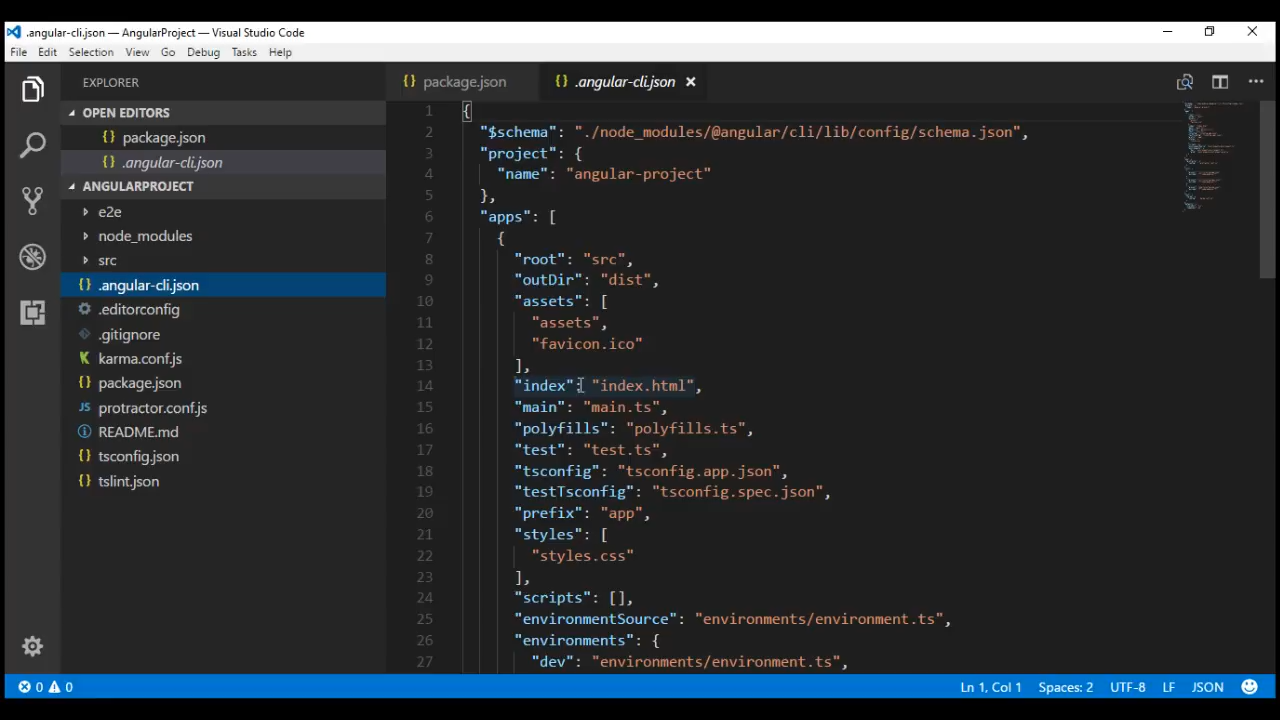 .angular-cli.json — AngularProject — Visual Studio Code
File Edit Selection View Go Debug Tasks Help
EXPLORER
OPEN EDITORS
package.json
.angular-cli.json
ANGULARPROJECT
e2e
node_modules
src
.angular-cli.json
.editorconfig
.gitignore
karma.conf.js
package.json
JS protractor.conf.js
README.md
tsconfig.json
tslint.json
package.json .angular-cli.json
1 {
2 "$schema": "./node_modules/@angular/cli/lib/config/schema.json",
3 "project": {
4 "name": "angular-project"
5 },
6 "apps": [
7 {
8 "root": "src",
9 "outDir": "dist",
10 "assets": [
11 "assets",
12 "favicon.ico"
13 ],
14 "index": "index.html",
15 "main": "main.ts",
16 "polyfills": "polyfills.ts",
17 "test": "test.ts",
18 "tsconfig": "tsconfig.app.json",
19 "testTsconfig": "tsconfig.spec.json",
20 "prefix": "app",
21 "styles": [
22 "styles.css"
23 ],
24 "scripts": [],
25 "environmentSource": "environments/environment.ts",
26 "environments": {
27 "dev": "environments/environment.ts",
0 0 Ln 1, Col 1 Spaces: 2 UTF-8 LF JSON